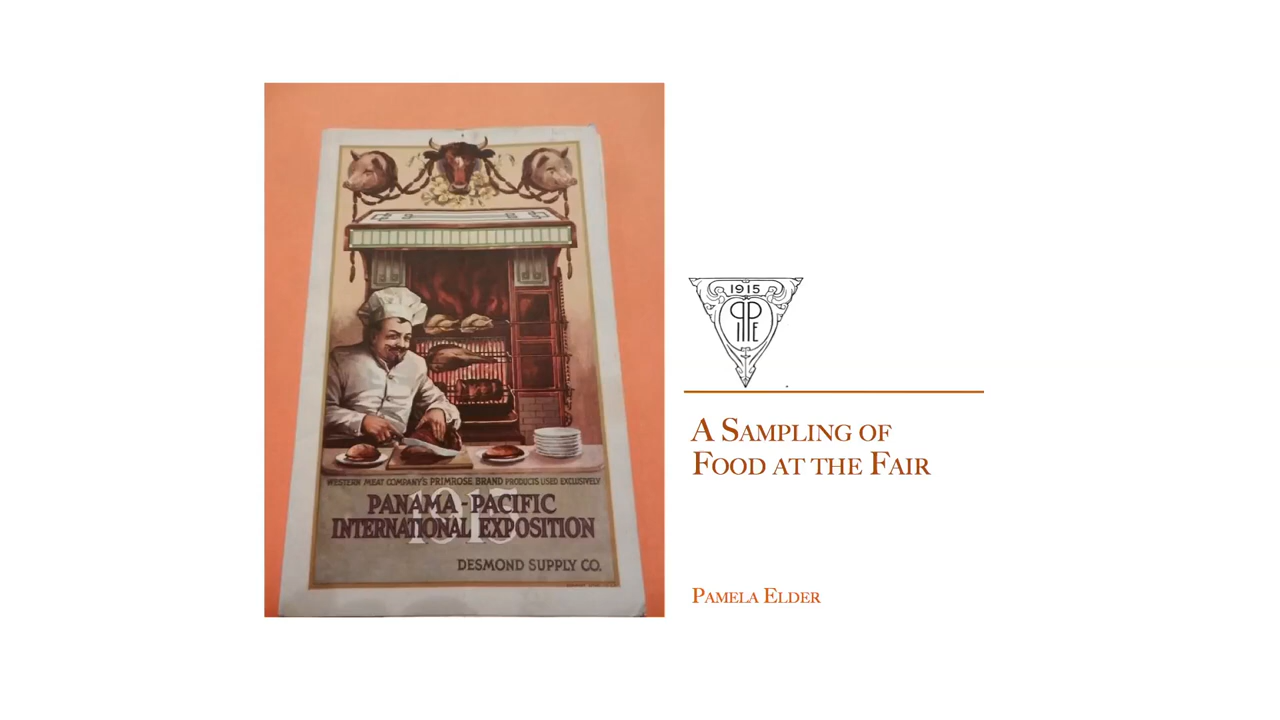 WESTERN MEAT COMPANY'S PRIMROSE BRAND PRODUCTS USED EXCLUSIVELY
1915
PANAMA-PACIFIC
INTERNATIONAL EXPOSITION
DESMOND SUPPLY CO.
1915
PPIE
A SAMPLING OF
FOOD AT THE FAIR
PAMELA ELDER